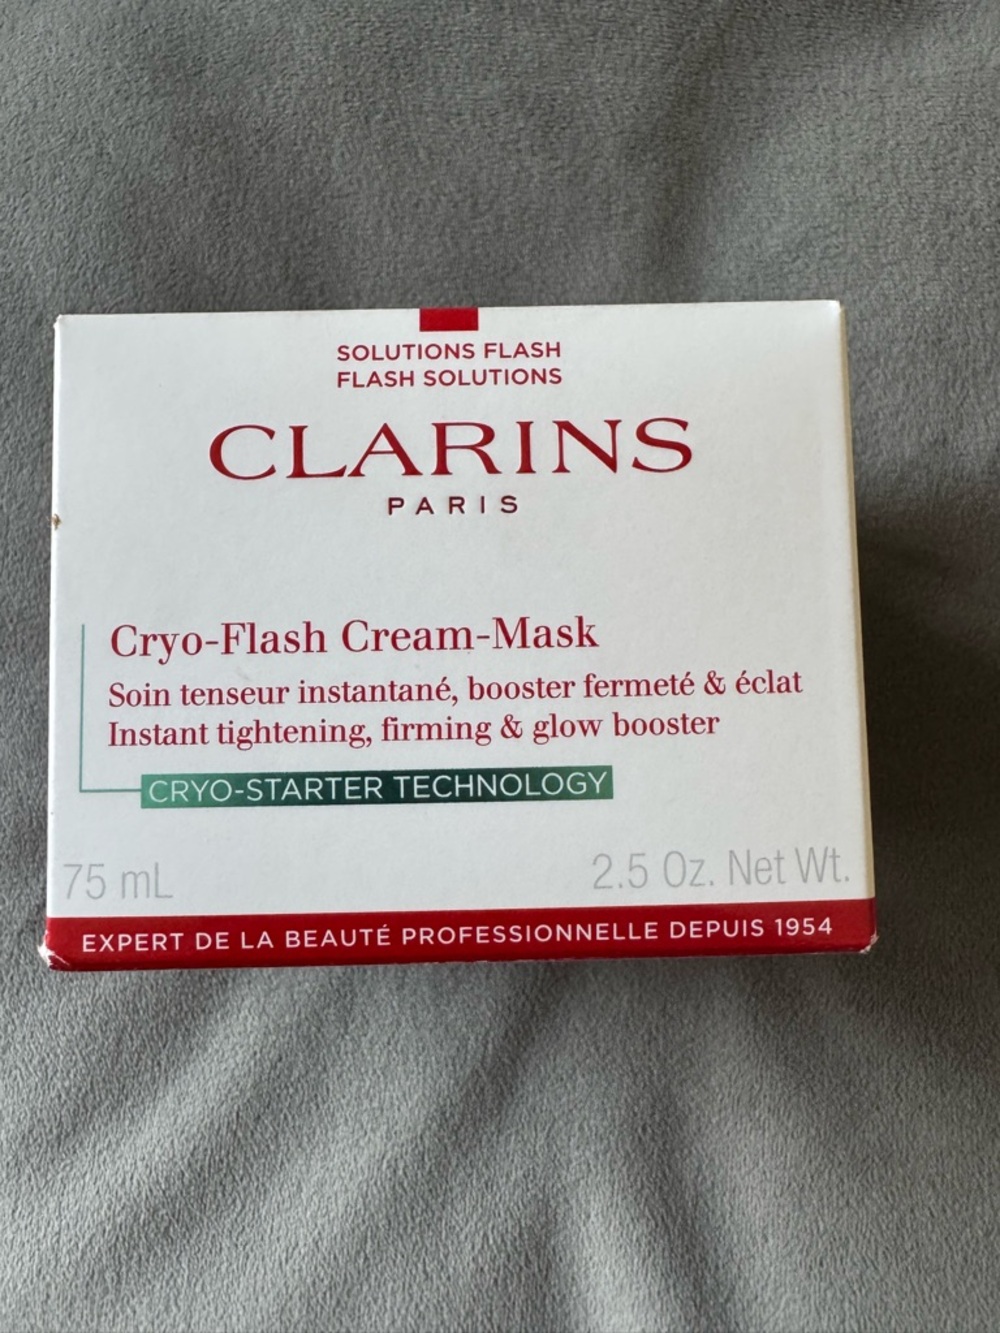 SOLUTIONS FLASH
FLASH SOLUTIONS
CLARINS
PARIS
Cryo-Flash Cream-Mask
Soin tenseur instantané, booster fermeté & éclat
Instant tightening, firming & glow booster
CRYO-STARTER TECHNOLOGY
75 mL 2.5 Oz. Net Wt.
EXPERT DE LA BEAUTÉ PROFESSIONNELLE DEPUIS 1954